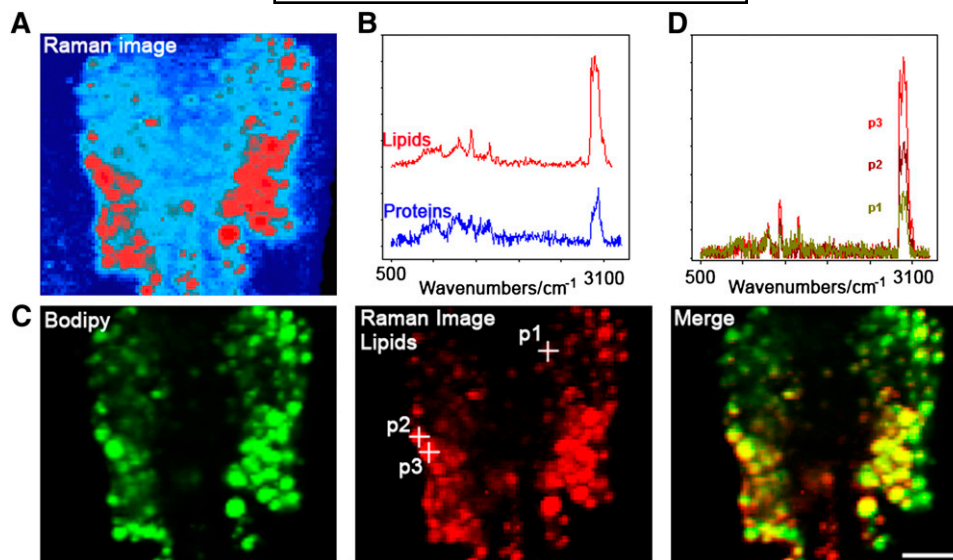 A
Raman image
B
Lipids
Proteins
500
3100
Wavenumbers/cm-1
D
p3
p2
p1
500
3100
Wavenumbers/cm-1
C
Bodipy
Raman Image
Lipids
p1
p2
p3
Merge